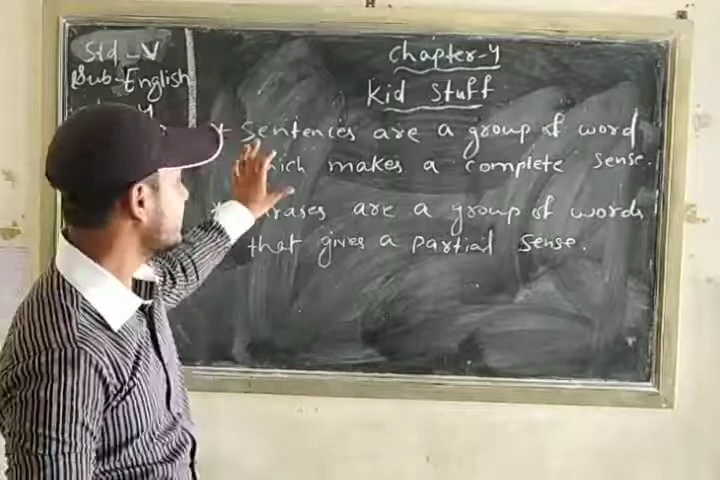 Std-V
Sub-English
Chapter-4
Kid Stuff
* Sentences are a group of word
which makes a complete sense.
* Phrases are a group of words
that gives a partial sense.